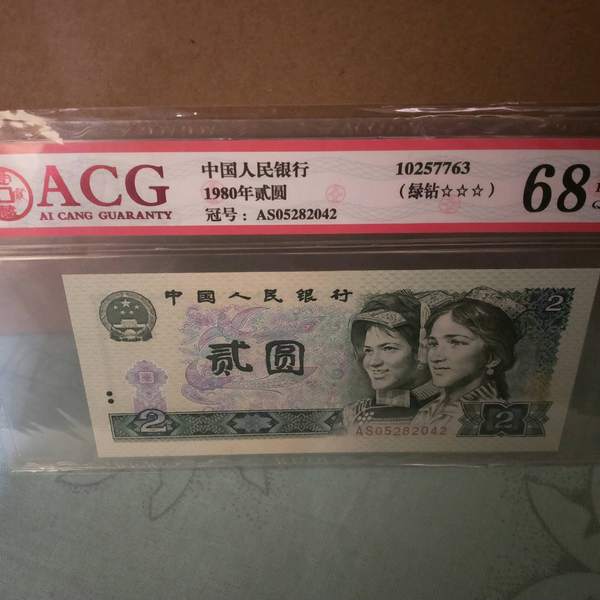 ACG
AI CANG GUARANTY
中国人民银行
1980年贰圆
冠号：AS05282042
10257763
（绿钻☆☆☆）
68
中国人民银行
2
贰圆
2
2
AS05282042